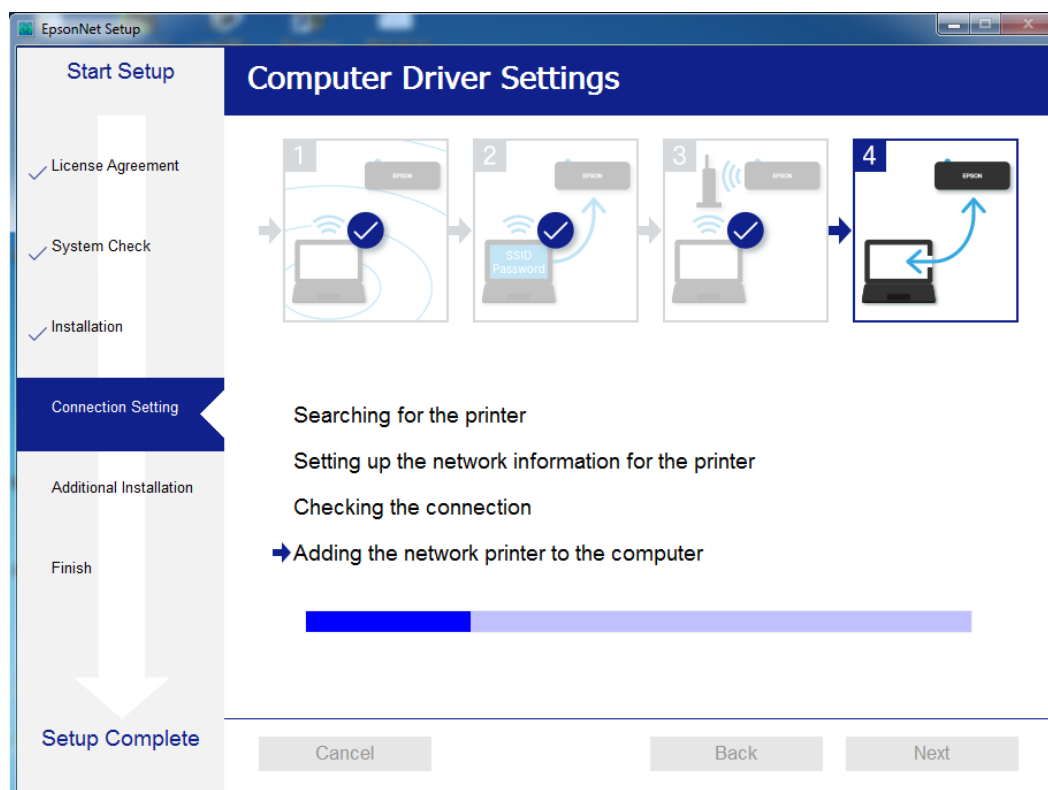 EpsonNet Setup
Start Setup
License Agreement
System Check
Installation
Connection Setting
Additional Installation
Finish
Setup Complete
Computer Driver Settings
1
EPSON
2
EPSON
SSID
Password
3
EPSON
4
EPSON
Searching for the printer
Setting up the network information for the printer
Checking the connection
Adding the network printer to the computer
Cancel
Back
Next